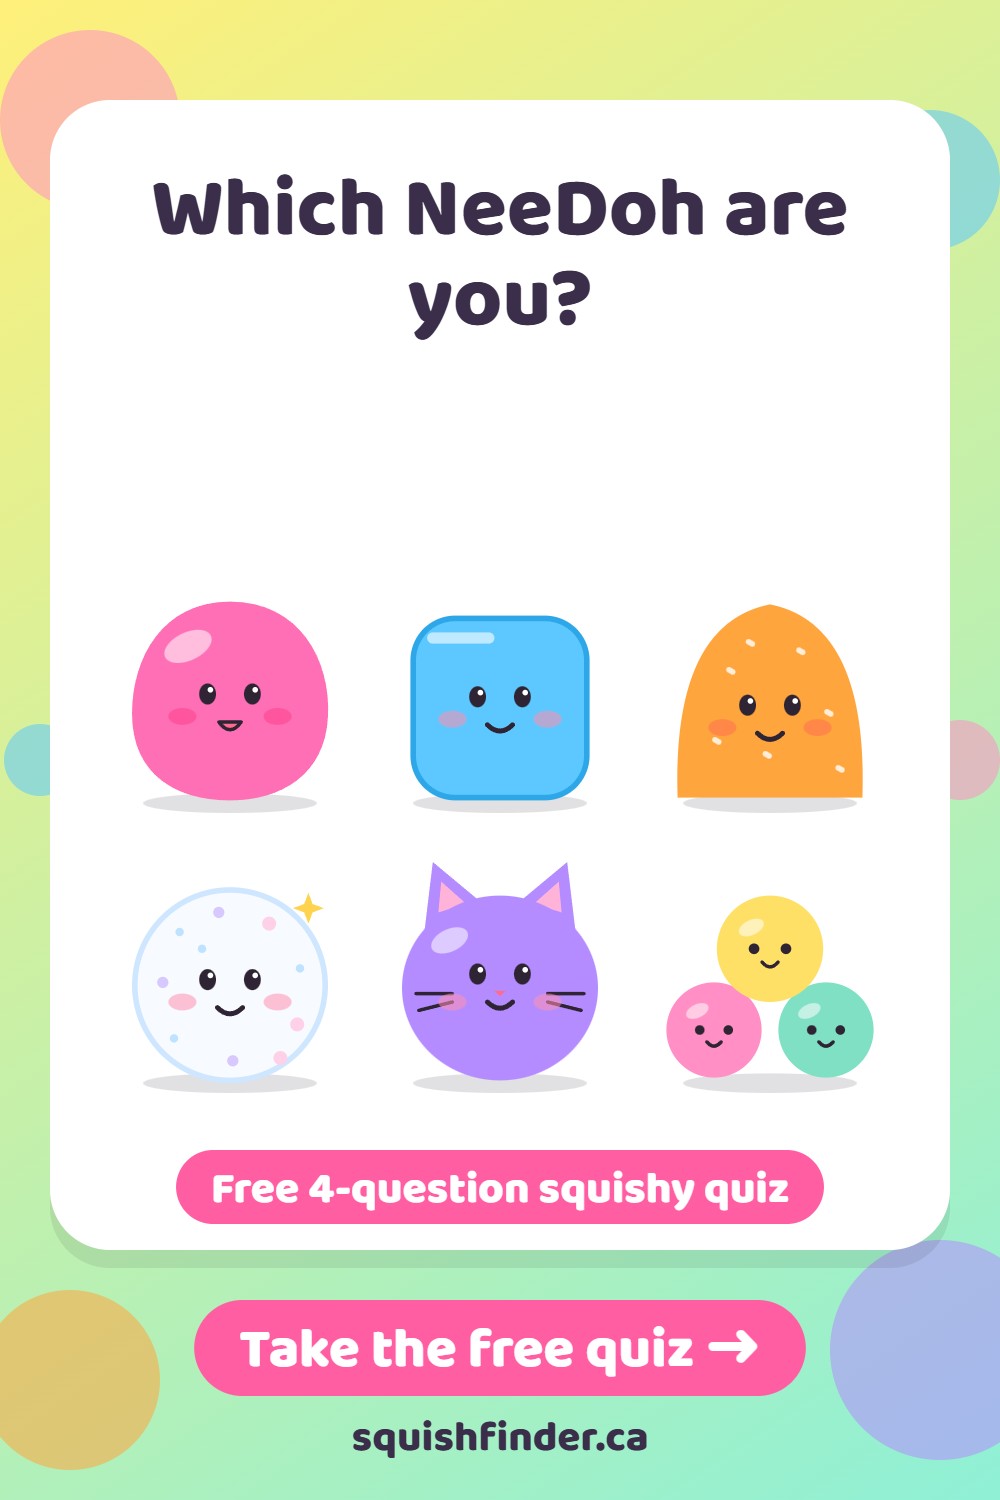 Which NeeDoh are
you?
Free 4-question squishy quiz
Take the free quiz →
squishfinder.ca